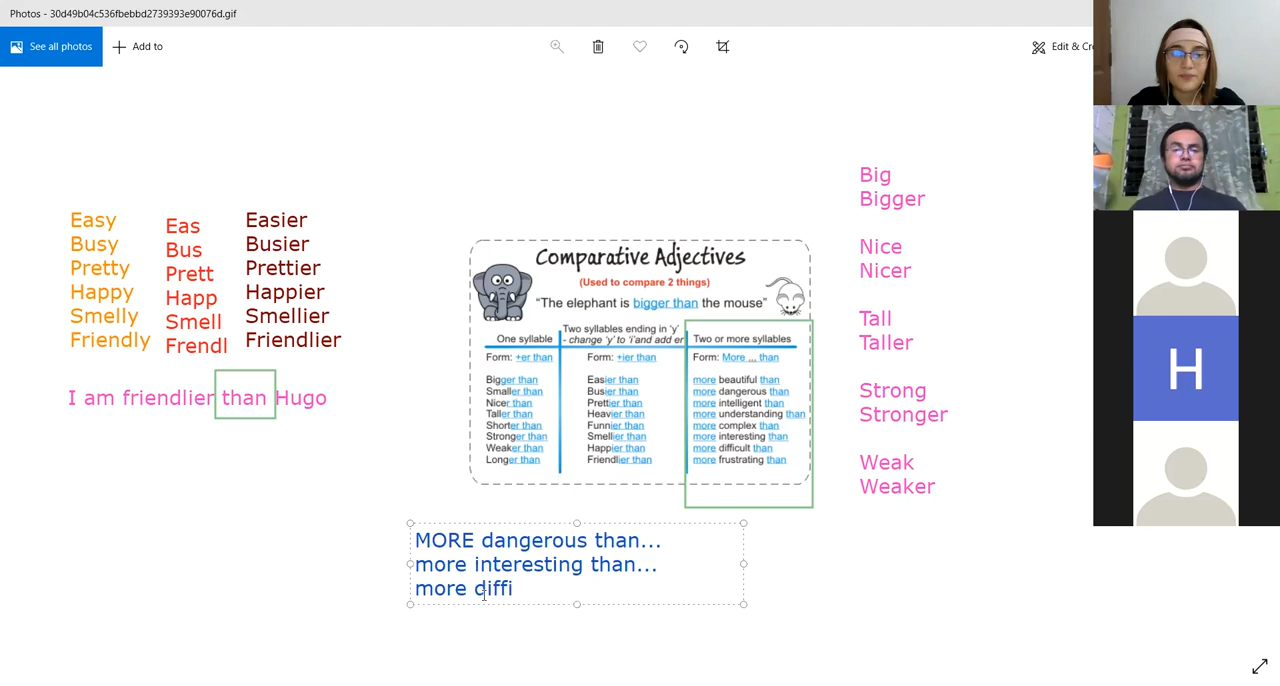 Photos - 30d49b04c536fbebbd2739393e90076d.gif
See all photos
Add to
Edit & Cr
Easy
Busy
Pretty
Happy
Smelly
Friendly
Eas
Bus
Prett
Happ
Smell
Frendl
Easier
Busier
Prettier
Happier
Smellier
Friendlier
I am friendlier than Hugo
Comparative Adjectives
(Used to compare 2 things)
“The elephant is bigger than the mouse”
One syllable
Form: +er than
Bigger than
Smaller than
Nicer than
Taller than
Shorter than
Stronger than
Weaker than
Longer than
Two syllables ending in 'y'
- change 'y' to 'i'and add er
Form: +ier than
Easier than
Busier than
Prettier than
Heavier than
Funnier than
Smellier than
Happier than
Friendlier than
Two or more syllables
Form: More ... than
more beautiful than
more dangerous than
more intelligent than
more understanding than
more complex than
more interesting than
more difficult than
more frustrating than
MORE dangerous than...
more interesting than...
more diffi
Big
Bigger
Nice
Nicer
Tall
Taller
Strong
Stronger
Weak
Weaker
H